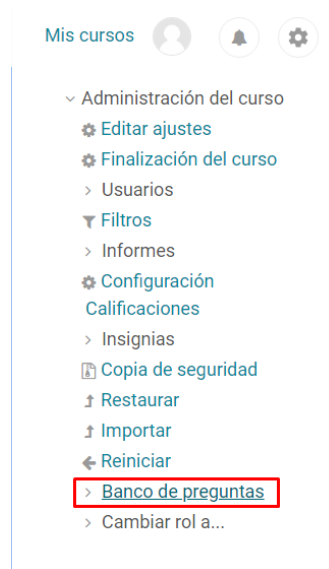 Mis cursos
Administración del curso
Editar ajustes
Finalización del curso
Usuarios
Filtros
Informes
Configuración
Calificaciones
Insignias
Copia de seguridad
Restaurar
Importar
Reiniciar
Banco de preguntas
Cambiar rol a...